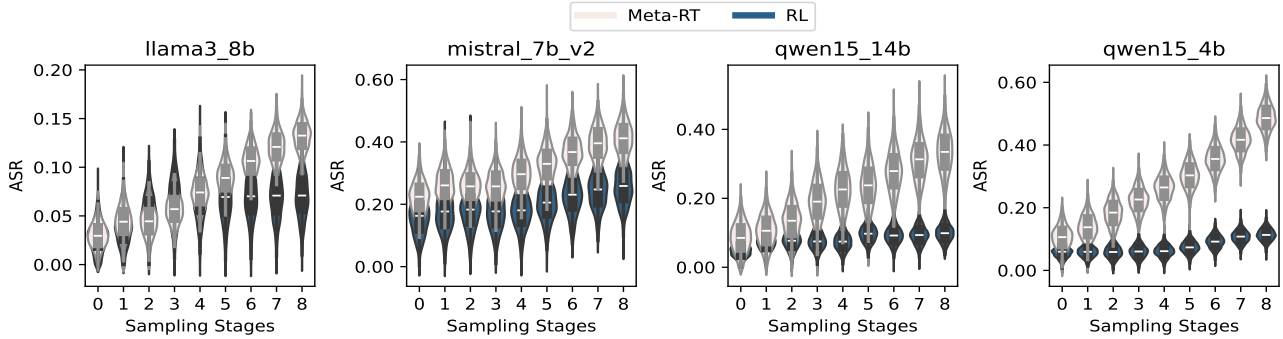 Meta-RT RL
llama3_8b
ASR
0.20
0.15
0.10
0.05
0.00
0 1 2 3 4 5 6 7 8
Sampling Stages
mistral_7b_v2
ASR
0.60
0.40
0.20
0.00
0 1 2 3 4 5 6 7 8
Sampling Stages
qwen15_14b
ASR
0.40
0.20
0.00
0 1 2 3 4 5 6 7 8
Sampling Stages
qwen15_4b
ASR
0.60
0.40
0.20
0.00
0 1 2 3 4 5 6 7 8
Sampling Stages